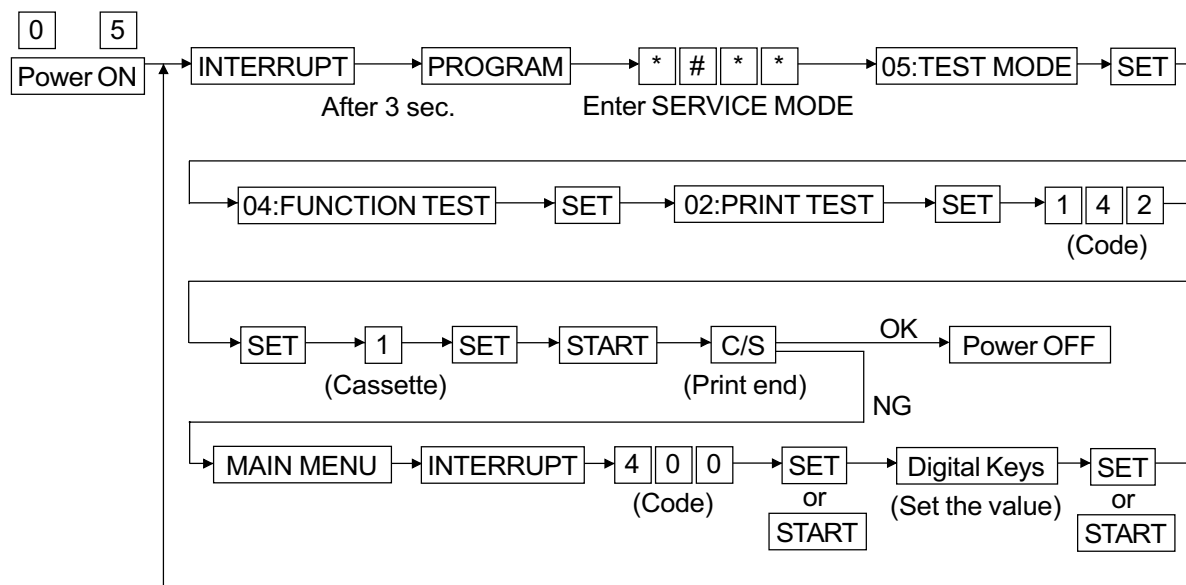 0 5
Power ON INTERRUPT PROGRAM * # * * 05:TEST MODE SET
After 3 sec. Enter SERVICE MODE
04:FUNCTION TEST SET 02:PRINT TEST SET 1 4 2
(Code)
OK
SET 1 SET START C/S Power OFF
(Cassette) (Print end)
NG
MAIN MENU INTERRUPT 4 0 0 SET Digital Keys SET
(Code) or (Set the value) or
START START